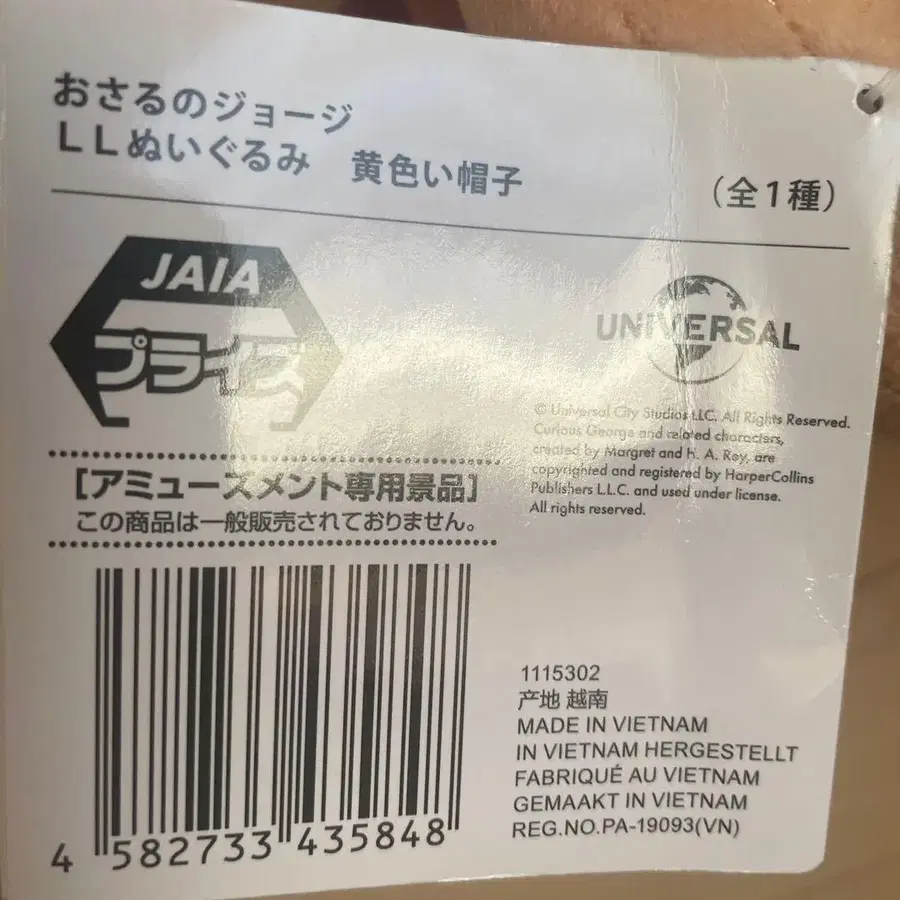 おさるのジョージ
LLぬいぐるみ　黄色い帽子
（全1種）
JAIA
プライズ
UNIVERSAL
© Universal City Studios LLC. All Rights Reserved.
Curious George and related characters,
created by Margret and H. A. Rey, are
copyrighted and registered by HarperCollins
Publishers L.L.C. and used under license.
All rights reserved.
[アミューズメント専用景品]
この商品は一般販売されておりません。
4 582733 435848
1115302
产地 越南
MADE IN VIETNAM
IN VIETNAM HERGESTELLT
FABRIQUÉ AU VIETNAM
GEMAAKT IN VIETNAM
REG.NO.PA-19093(VN)